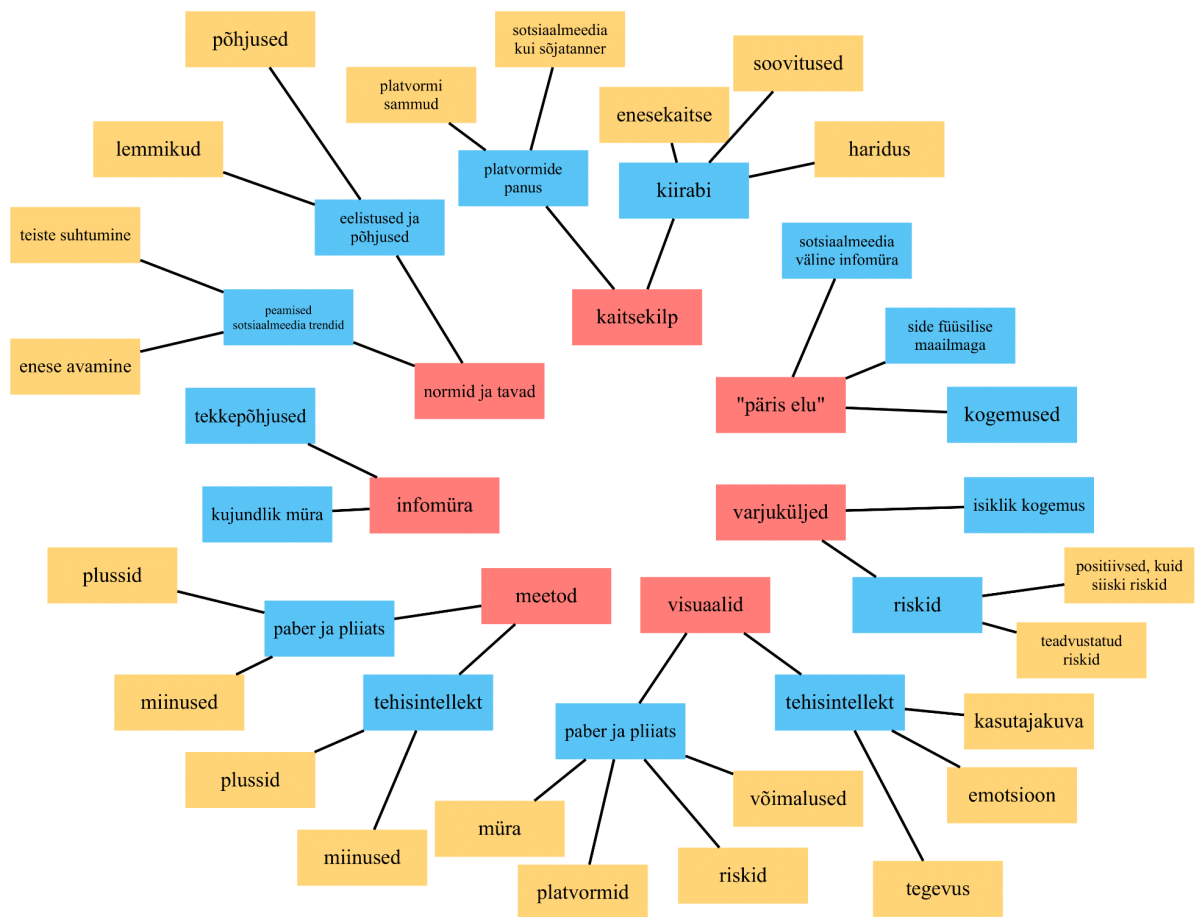 põhjused
sotsiaalmeedia
kui sõjatanner
soovitused
platvormi
sammud
enesekaitse
lemmikud
haridus
platvormide
panus
kiirabi
eelistused ja
põhjused
teiste suhtumine
sotsiaalmeedia
väline infomüra
peamised
sotsiaalmeedia trendid
kaitsekilp
side füüsilise
maailmaga
enese avamine
normid ja tavad
"päris elu"
kogemused
tekkepõhjused
infomüra
kujundlik müra
varjuküljed
isiklik kogemus
plussid
meetod
visuaalid
positiivsed, kuid
siiski riskid
riskid
paber ja pliiats
teadvustatud
riskid
miinused
tehisintellekt
tehisintellekt
kasutajakuva
paber ja pliiats
plussid
võimalused
emotsioon
müra
miinused
riskid
platvormid
tegevus